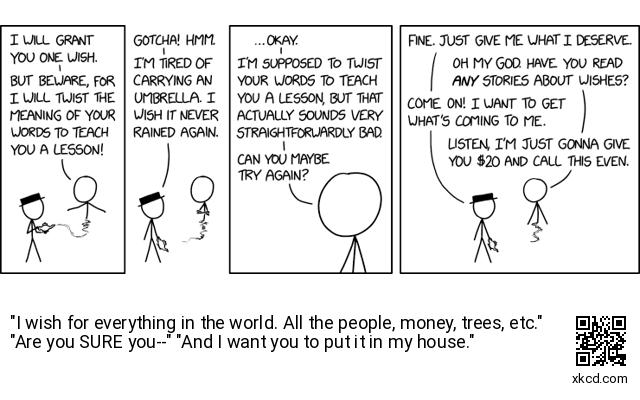 I WILL GRANT
YOU ONE WISH.
BUT BEWARE, FOR
I WILL TWIST THE
MEANING OF YOUR
WORDS TO TEACH
YOU A LESSON!
GOTCHA! HMM.
I'M TIRED OF
CARRYING AN
UMBRELLA. I
WISH IT NEVER
RAINED AGAIN.
...OKAY.
I'M SUPPOSED TO TWIST
YOUR WORDS TO TEACH
YOU A LESSON, BUT THAT
ACTUALLY SOUNDS VERY
STRAIGHTFORWARDLY BAD.
CAN YOU MAYBE
TRY AGAIN?
FINE. JUST GIVE ME WHAT I DESERVE.
OH MY GOD. HAVE YOU READ
ANY STORIES ABOUT WISHES?
COME ON! I WANT TO GET
WHAT'S COMING TO ME.
LISTEN, I'M JUST GONNA GIVE
YOU $20 AND CALL THIS EVEN.
"I wish for everything in the world. All the people, money, trees, etc."
"Are you SURE you--" "And I want you to put it in my house."
xkcd.com